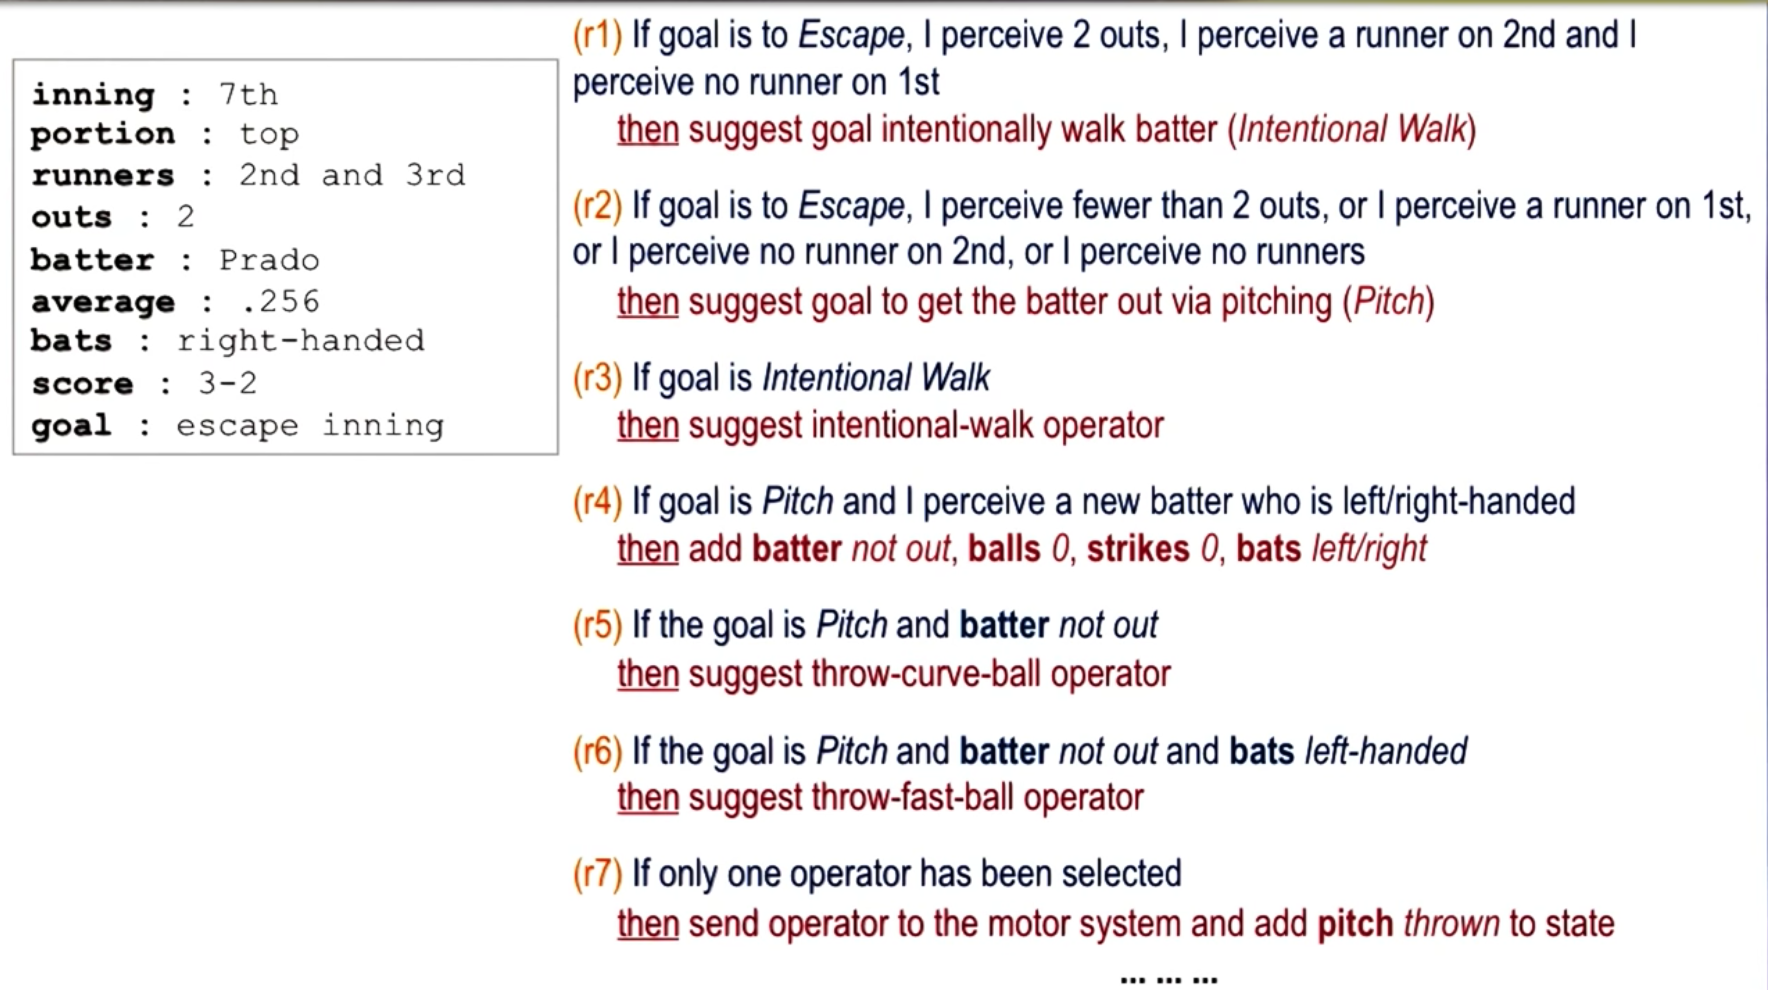 inning : 7th
portion : top
runners : 2nd and 3rd
outs : 2
batter : Prado
average : .256
bats : right-handed
score : 3-2
goal : escape inning
(r1) If goal is to Escape, I perceive 2 outs, I perceive a runner on 2nd and I
perceive no runner on 1st
then suggest goal intentionally walk batter (Intentional Walk)
(r2) If goal is to Escape, I perceive fewer than 2 outs, or I perceive a runner on 1st,
or I perceive no runner on 2nd, or I perceive no runners
then suggest goal to get the batter out via pitching (Pitch)
(r3) If goal is Intentional Walk
then suggest intentional-walk operator
(r4) If goal is Pitch and I perceive a new batter who is left/right-handed
then add batter not out, balls 0, strikes 0, bats left/right
(r5) If the goal is Pitch and batter not out
then suggest throw-curve-ball operator
(r6) If the goal is Pitch and batter not out and bats left-handed
then suggest throw-fast-ball operator
(r7) If only one operator has been selected
then send operator to the motor system and add pitch thrown to state
... ... ...